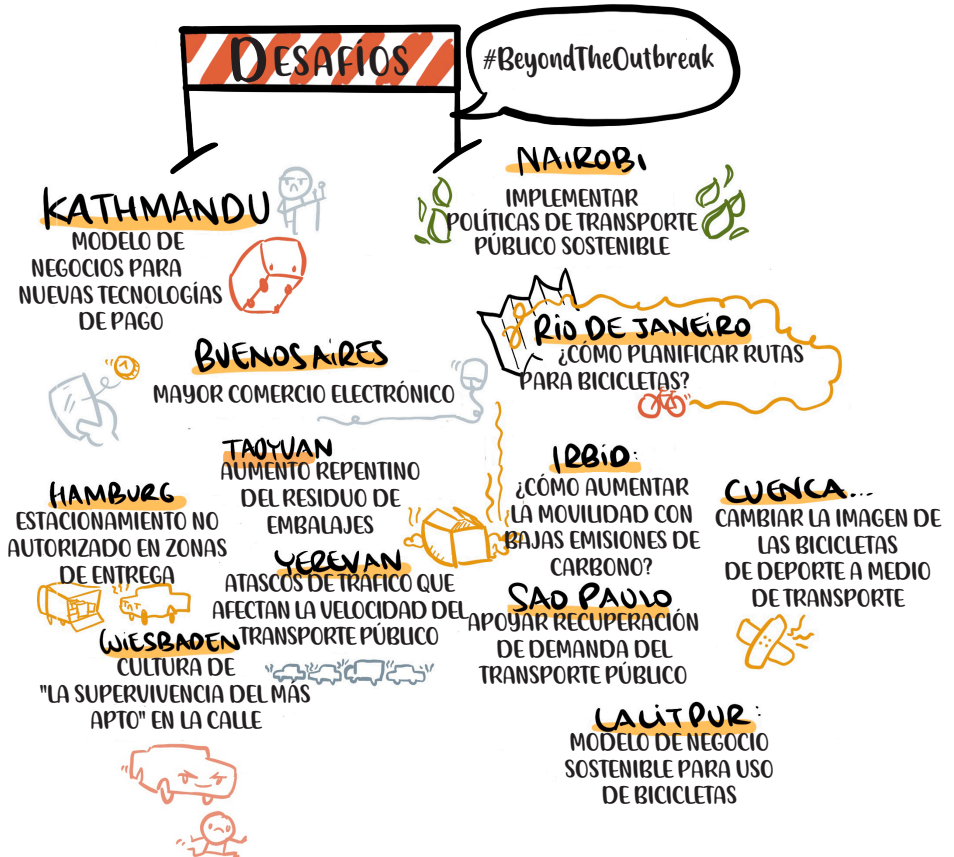 DESAFÍOS
#BeyondTheOutbreak
KATHMANDU
MODELO DE
NEGOCIOS PARA
NUEVAS TECNOLOGÍAS
DE PAGO
NAIROBI
IMPLEMENTAR
POLÍTICAS DE TRANSPORTE
PÚBLICO SOSTENIBLE
BUENOS AIRES
MAYOR COMERCIO ELECTRÓNICO
RIO DE JANEIRO
¿CÓMO PLANIFICAR RUTAS
PARA BICICLETAS?
TAOYUAN
AUMENTO REPENTINO
DEL RESIDUO DE
EMBALAJES
HAMBURG
ESTACIONAMIENTO NO
AUTORIZADO EN ZONAS
DE ENTREGA
TAT
YEREVAN
ATASCOS DE TRÁFICO QUE
AFECTAN LA VELOCIDAD DEL
TRANSPORTE PÚBLICO
WIESBADEN
CULTURA DE
"LA SUPERVIVENCIA DEL MÁS
APTO" EN LA CALLE
IRBID:
¿CÓMO AUMENTAR
LA MOVILIDAD CON
BAJAS EMISIONES DE
CARBONO?
SAO PAULO
APOYAR RECUPERACIÓN
DE DEMANDA DEL
TRANSPORTE PÚBLICO
CUENCA...
CAMBIAR LA IMAGEN DE
LAS BICICLETAS
DE DEPORTE A MEDIO
DE TRANSPORTE
LALITPUR:
MODELO DE NEGOCIO
SOSTENIBLE PARA USO
DE BICICLETAS